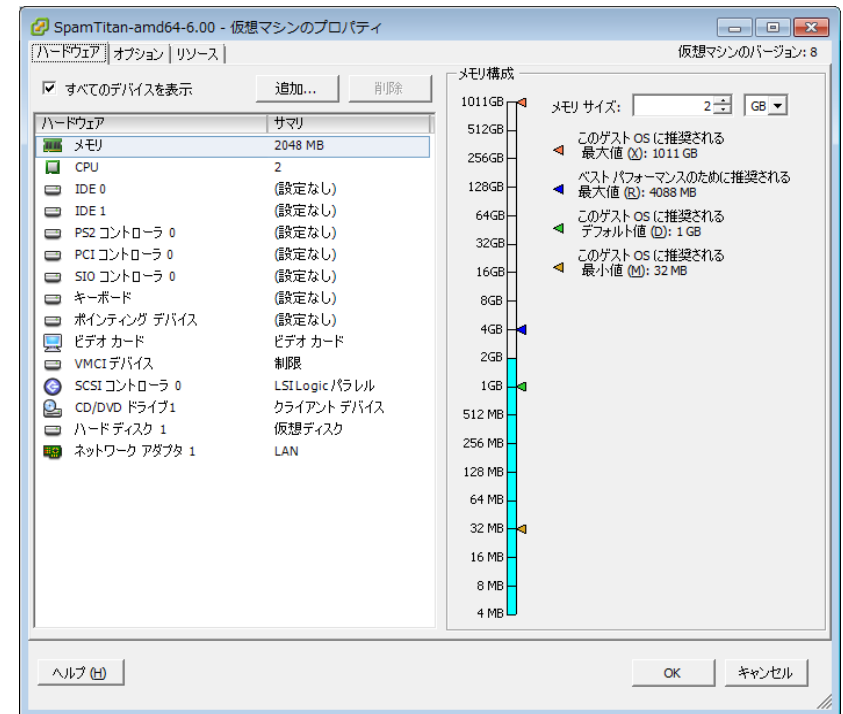 SpamTitan-amd64-6.00 - 仮想マシンのプロパティ
ハードウェア オプション リソース
仮想マシンのバージョン: 8
すべてのデバイスを表示
追加...
削除
ハードウェア サマリ
メモリ 2048 MB
CPU 2
IDE 0 (設定なし)
IDE 1 (設定なし)
PS2 コントローラ 0 (設定なし)
PCI コントローラ 0 (設定なし)
SIO コントローラ 0 (設定なし)
キーボード (設定なし)
ポインティング デバイス (設定なし)
ビデオ カード ビデオ カード
VMCI デバイス 制限
SCSI コントローラ 0 LSI Logic パラレル
CD/DVD ドライブ1 クライアント デバイス
ハード ディスク 1 仮想ディスク
ネットワーク アダプタ 1 LAN
メモリ構成
1011GB
512GB
256GB
128GB
64GB
32GB
16GB
8GB
4GB
2GB
1GB
512 MB
256 MB
128 MB
64 MB
32 MB
16 MB
8 MB
4 MB
メモリ サイズ: 2 GB
このゲスト OS に推奨される
最大値 (X): 1011 GB
ベスト パフォーマンスのために推奨される
最大値 (R): 4088 MB
このゲスト OS に推奨される
デフォルト値 (D): 1 GB
このゲスト OS に推奨される
最小値 (M): 32 MB
ヘルプ (H)
OK
キャンセル